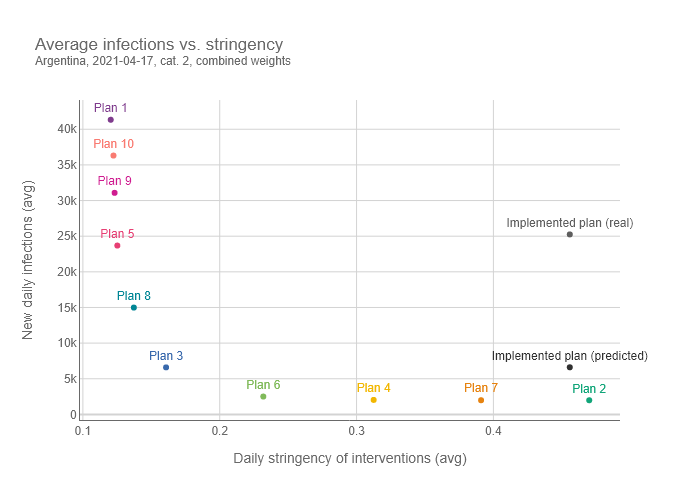 Average infections vs. stringency
Argentina, 2021-04-17, cat. 2, combined weights
Plan 1
40k
Plan 10
35k
Plan 9
30k
Implemented plan (real)
25k
Plan 5
20k
Plan 8
15k
10k
Plan 3
Implemented plan (predicted)
5k
Plan 6
Plan 4
Plan 7
Plan 2
0
0.1
0.2
0.3
0.4
New daily infections (avg)
Daily stringency of interventions (avg)